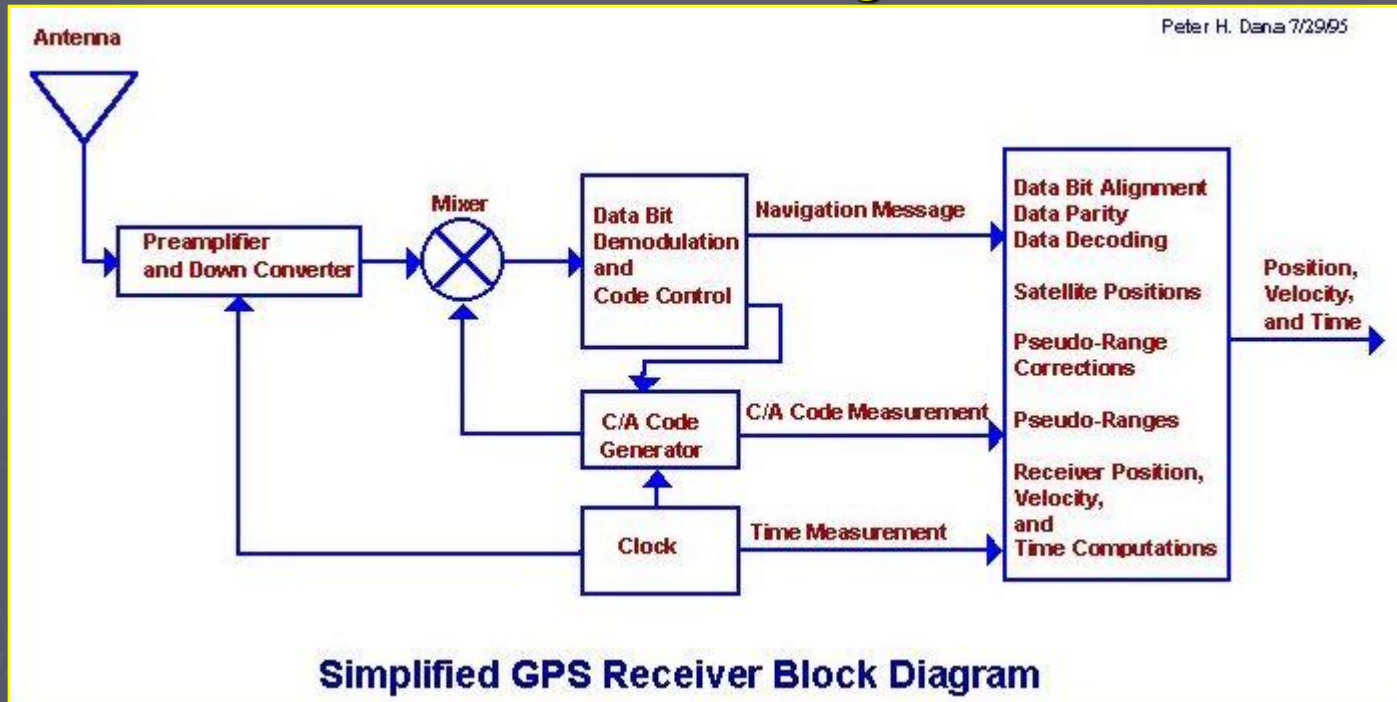 Peter H. Dana 7/29/95
Antenna
Mixer
Preamplifier
and Down Converter
Data Bit
Demodulation
and
Code Control
Navigation Message
Data Bit Alignment
Data Parity
Data Decoding
Satellite Positions
Pseudo-Range
Corrections
Pseudo-Ranges
Receiver Position,
Velocity,
and
Time Computations
Position,
Velocity,
and Time
C/A Code
Generator
C/A Code Measurement
Clock
Time Measurement
Simplified GPS Receiver Block Diagram